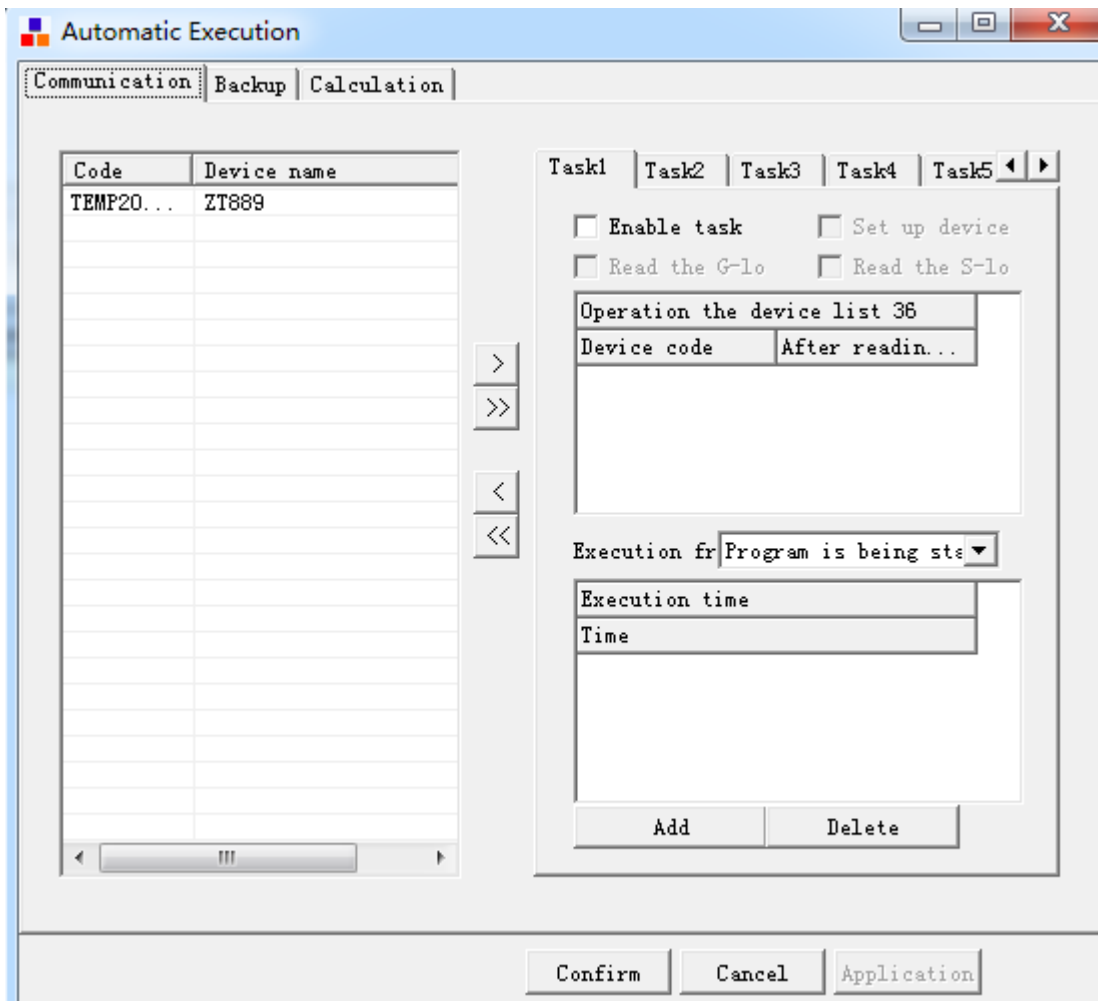 Automatic Execution
Communication Backup Calculation
Code Device name
TEMP20... ZT889
Task1 Task2 Task3 Task4 Task5
Enable task Set up device
Read the G-lo Read the S-lo
Operation the device list 36
Device code After readin...
>
>>
<
<<
Execution fr Program is being sta
Execution time
Time
Add Delete
Confirm Cancel Application